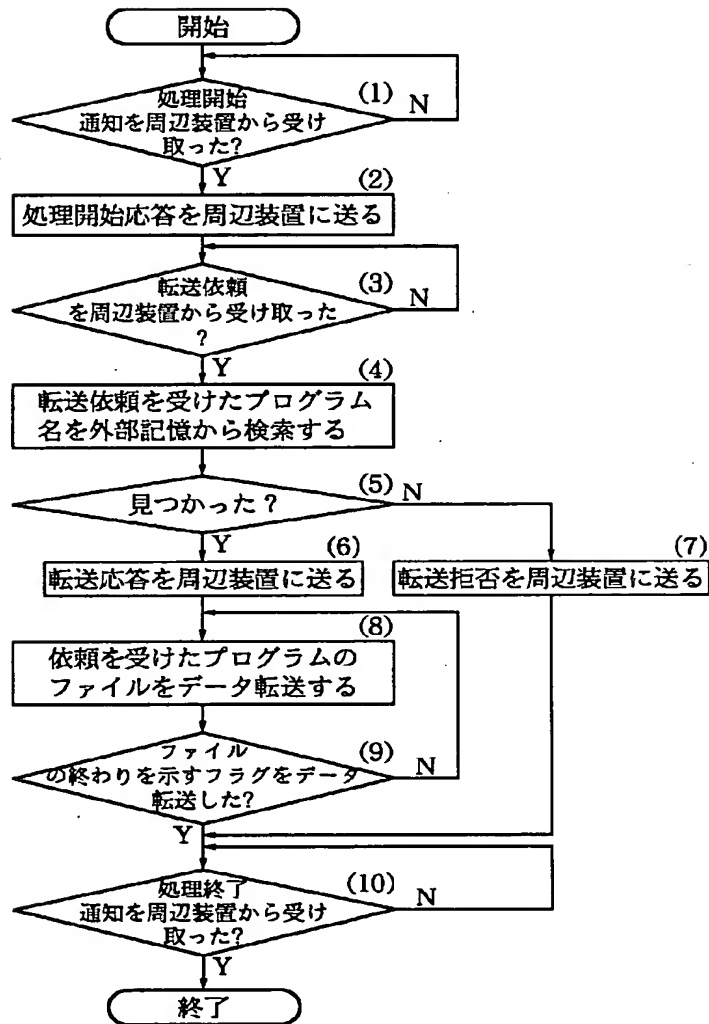 開始
(1)
処理開始
通知を周辺装置から受け
取った?
N
Y
(2)
処理開始応答を周辺装置に送る
(3)
転送依頼
を周辺装置から受け取った
?
N
Y
(4)
転送依頼を受けたプログラム
名を外部記憶から検索する
(5)
見つかった?
N
Y
(6)
転送応答を周辺装置に送る
(7)
転送拒否を周辺装置に送る
(8)
依頼を受けたプログラムの
ファイルをデータ転送する
(9)
ファイル
の終わりを示すフラグをデータ
転送した?
N
Y
(10)
処理終了
通知を周辺装置から受け
取った?
N
Y
終了